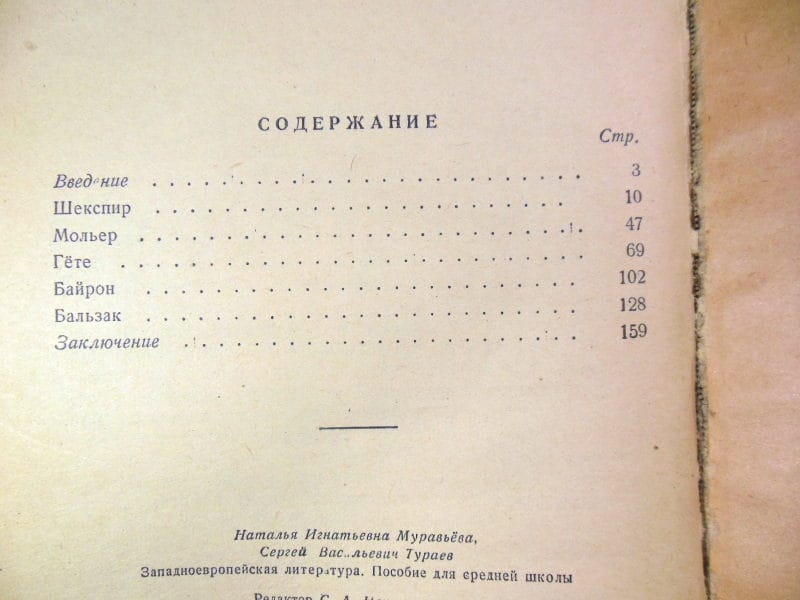 СОДЕРЖАНИЕ
Стр.
Введение . . . . . . . . . . . . . . . . . . . . . . 3
Шекспир . . . . . . . . . . . . . . . . . . . . . 10
Мольер . . . . . . . . . . . . . . . . . . . . . . 47
Гёте . . . . . . . . . . . . . . . . . . . . . . . 69
Байрон . . . . . . . . . . . . . . . . . . . . . . 102
Бальзак . . . . . . . . . . . . . . . . . . . . . . 128
Заключение . . . . . . . . . . . . . . . . . . . . 159
Наталья Игнатьевна Муравьёва,
Сергей Васильевич Тураев
Западноевропейская литература. Пособие для средней школы
Редактор С. А.